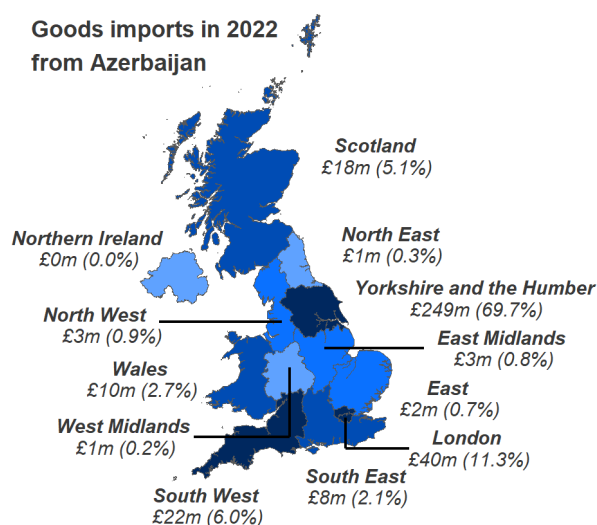 Goods imports in 2022
from Azerbaijan
Scotland
£18m (5.1%)
Northern Ireland
£0m (0.0%)
North East
£1m (0.3%)
Yorkshire and the Humber
£249m (69.7%)
North West
£3m (0.9%)
East Midlands
£3m (0.8%)
Wales
£10m (2.7%)
East
£2m (0.7%)
West Midlands
£1m (0.2%)
London
£40m (11.3%)
South East
£8m (2.1%)
South West
£22m (6.0%)